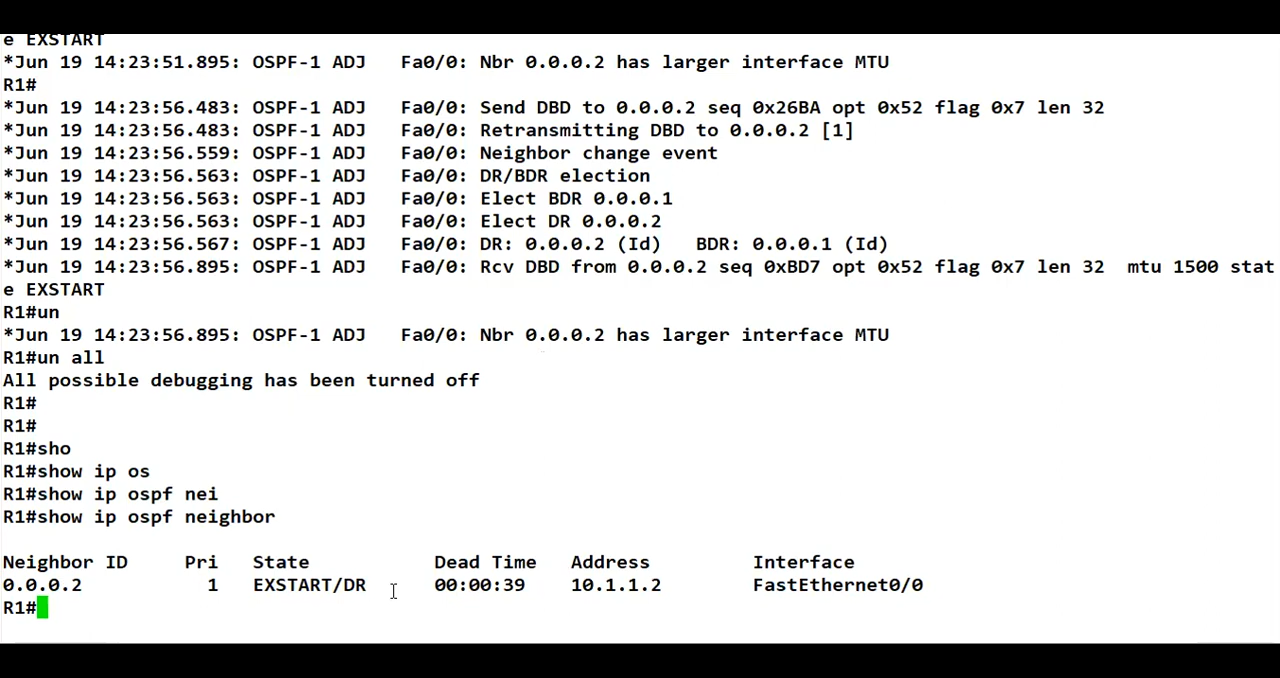 e EXSTART
*Jun 19 14:23:51.895: OSPF-1 ADJ   Fa0/0: Nbr 0.0.0.2 has larger interface MTU
R1#
*Jun 19 14:23:56.483: OSPF-1 ADJ   Fa0/0: Send DBD to 0.0.0.2 seq 0x26BA opt 0x52 flag 0x7 len 32
*Jun 19 14:23:56.483: OSPF-1 ADJ   Fa0/0: Retransmitting DBD to 0.0.0.2 [1]
*Jun 19 14:23:56.559: OSPF-1 ADJ   Fa0/0: Neighbor change event
*Jun 19 14:23:56.563: OSPF-1 ADJ   Fa0/0: DR/BDR election
*Jun 19 14:23:56.563: OSPF-1 ADJ   Fa0/0: Elect BDR 0.0.0.1
*Jun 19 14:23:56.563: OSPF-1 ADJ   Fa0/0: Elect DR 0.0.0.2
*Jun 19 14:23:56.567: OSPF-1 ADJ   Fa0/0: DR: 0.0.0.2 (Id)   BDR: 0.0.0.1 (Id)
*Jun 19 14:23:56.895: OSPF-1 ADJ   Fa0/0: Rcv DBD from 0.0.0.2 seq 0xBD7 opt 0x52 flag 0x7 len 32  mtu 1500 stat
e EXSTART
R1#un
*Jun 19 14:23:56.895: OSPF-1 ADJ   Fa0/0: Nbr 0.0.0.2 has larger interface MTU
R1#un all
All possible debugging has been turned off
R1#
R1#
R1#sho
R1#show ip os
R1#show ip ospf nei
R1#show ip ospf neighbor
Neighbor ID     Pri   State           Dead Time   Address         Interface
0.0.0.2           1   EXSTART/DR      00:00:39    10.1.1.2        FastEthernet0/0
R1#